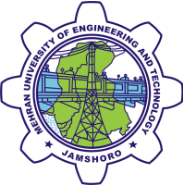 MEHRAN UNIVERSITY OF ENGINEERING AND TECHNOLOGY
JAMSHORO